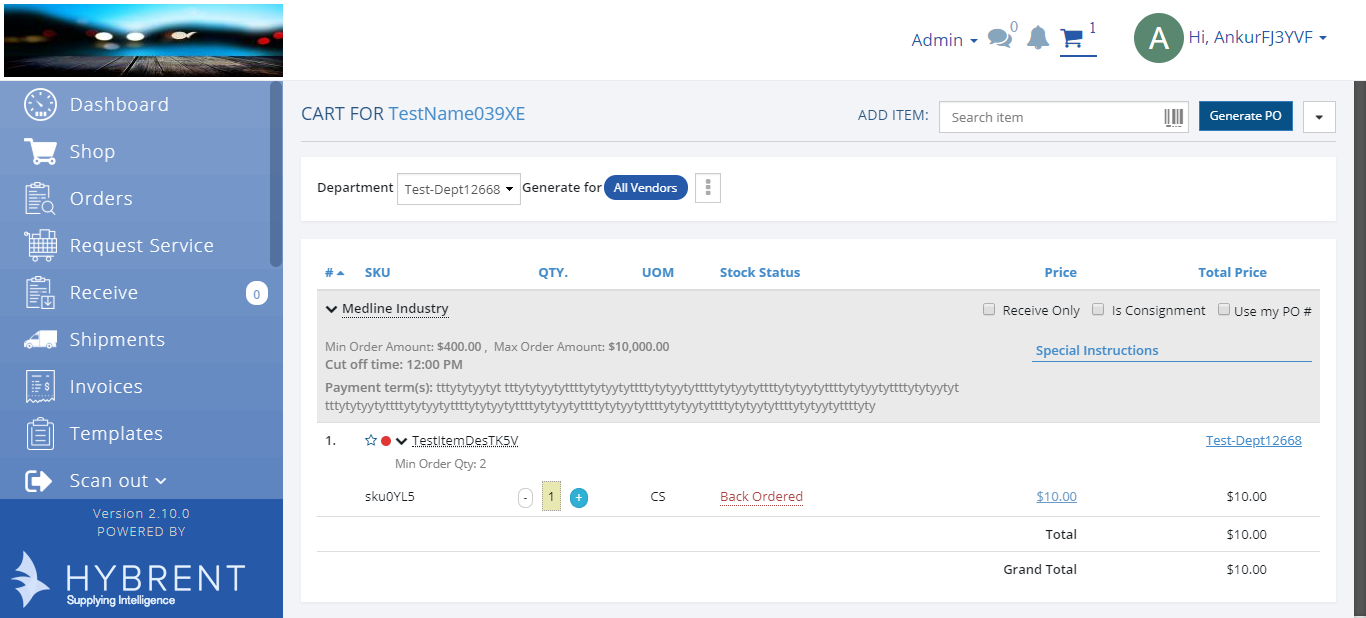 Admin
0
1
A
Hi, AnkurFJ3YVF
Dashboard
Shop
Orders
Request Service
Receive
0
Shipments
Invoices
Templates
Scan out
Version 2.10.0
POWERED BY
HYBRENT
Supplying Intelligence
CART FOR TestName039XE
ADD ITEM:
Search item
Generate PO
Department
Test-Dept12668
Generate for
All Vendors
# SKU QTY. UOM Stock Status Price Total Price
Medline Industry
Receive Only
Is Consignment
Use my PO #
Min Order Amount: $400.00 , Max Order Amount: $10,000.00
Cut off time: 12:00 PM
Special Instructions
Payment term(s): tttytytyytyt tttytytyytyttttytytyytyttttytytyytyttttytytyytyttttytytyytyttttytytyytyttttytytyytyt
tttytytyytyttttytytyytyttttytytyytyttttytytyytyttttytytyytyttttytytyytyttttytytyytyttttytytyytyttttyty
1.
TestItemDesTK5V
Test-Dept12668
Min Order Qty: 2
sku0YL5
- 1 +
CS
Back Ordered
$10.00
$10.00
Total $10.00
Grand Total $10.00